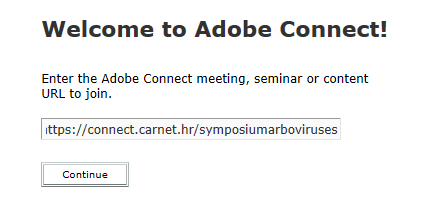 Welcome to Adobe Connect!
Enter the Adobe Connect meeting, seminar or content
URL to join.
ttps://connect.carnet.hr/symposiumarboviruses
Continue